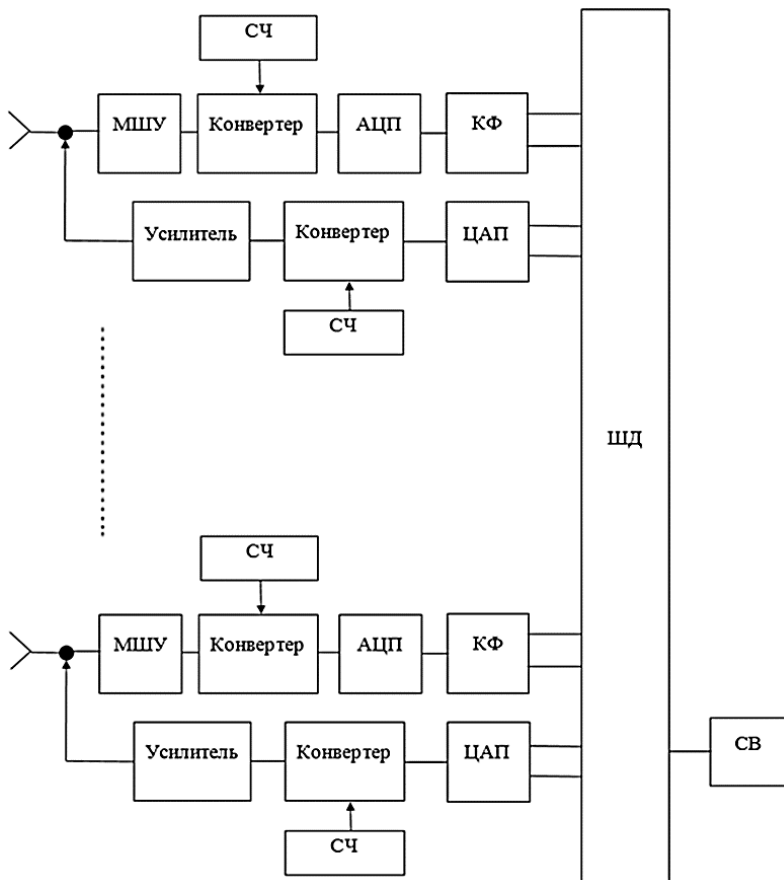 СЧ
МШУ
Конвертер
АЦП
КФ
Усилитель
Конвертер
ЦАП
СЧ
ШД
СЧ
МШУ
Конвертер
АЦП
КФ
Усилитель
Конвертер
ЦАП
СВ
СЧ